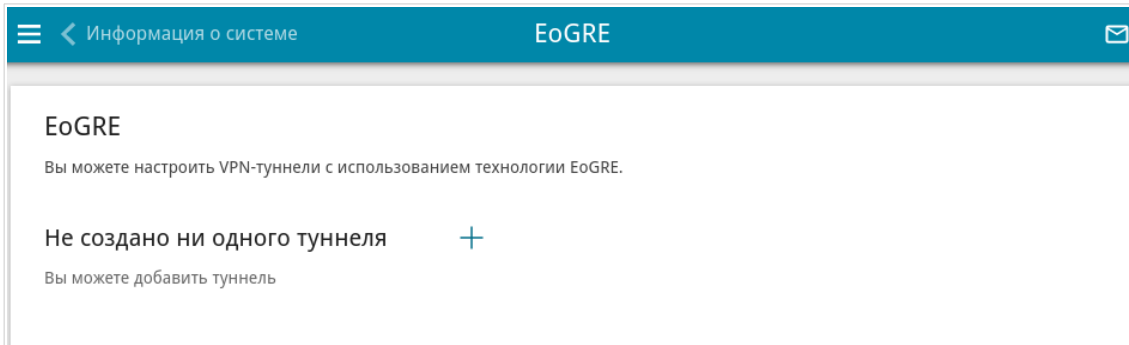 Информация о системе
EoGRE
EoGRE
Вы можете настроить VPN-туннели с использованием технологии EoGRE.
Не создано ни одного туннеля
Вы можете добавить туннель